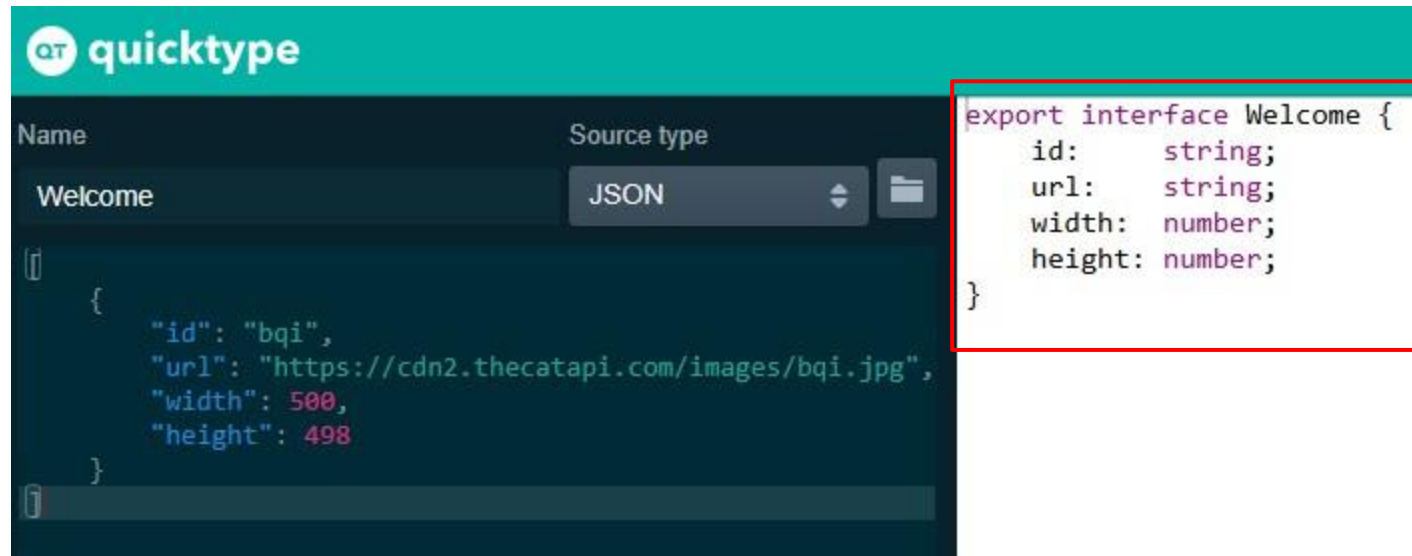 QT quicktype
Name
Source type
Welcome
JSON
[
    {
        "id": "bqi",
        "url": "https://cdn2.thecatapi.com/images/bqi.jpg",
        "width": 500,
        "height": 498
    }
]
export interface Welcome {
    id:     string;
    url:    string;
    width:  number;
    height: number;
}